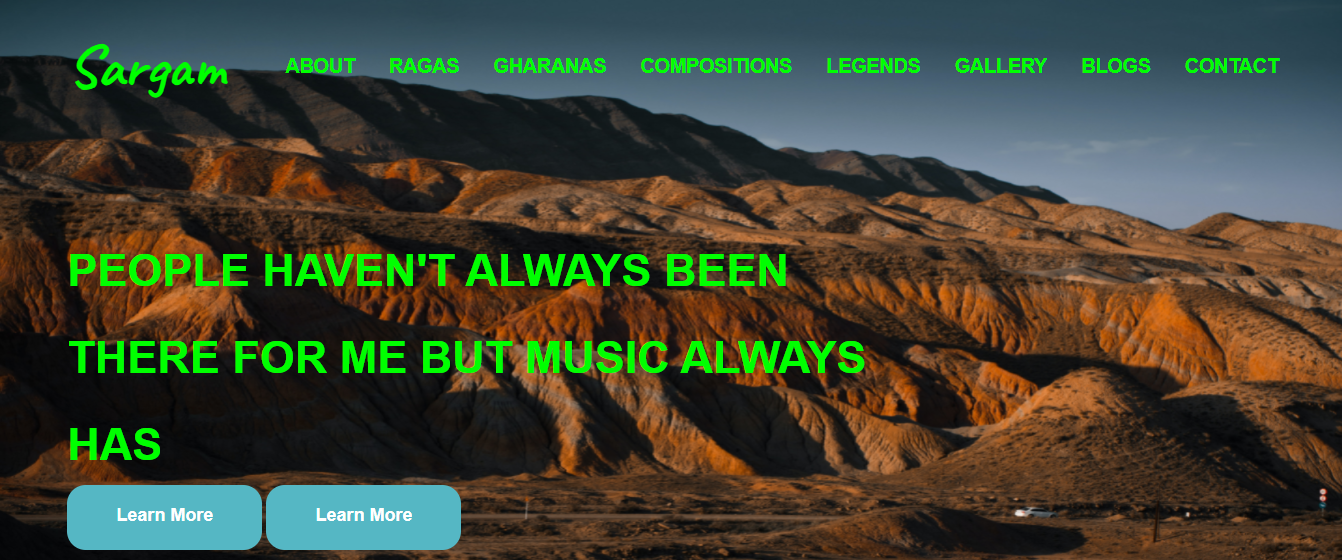 Sargam ABOUT RAGAS GHARANAS COMPOSITIONS LEGENDS GALLERY BLOGS CONTACT
PEOPLE HAVEN'T ALWAYS BEEN
THERE FOR ME BUT MUSIC ALWAYS
HAS
Learn More Learn More